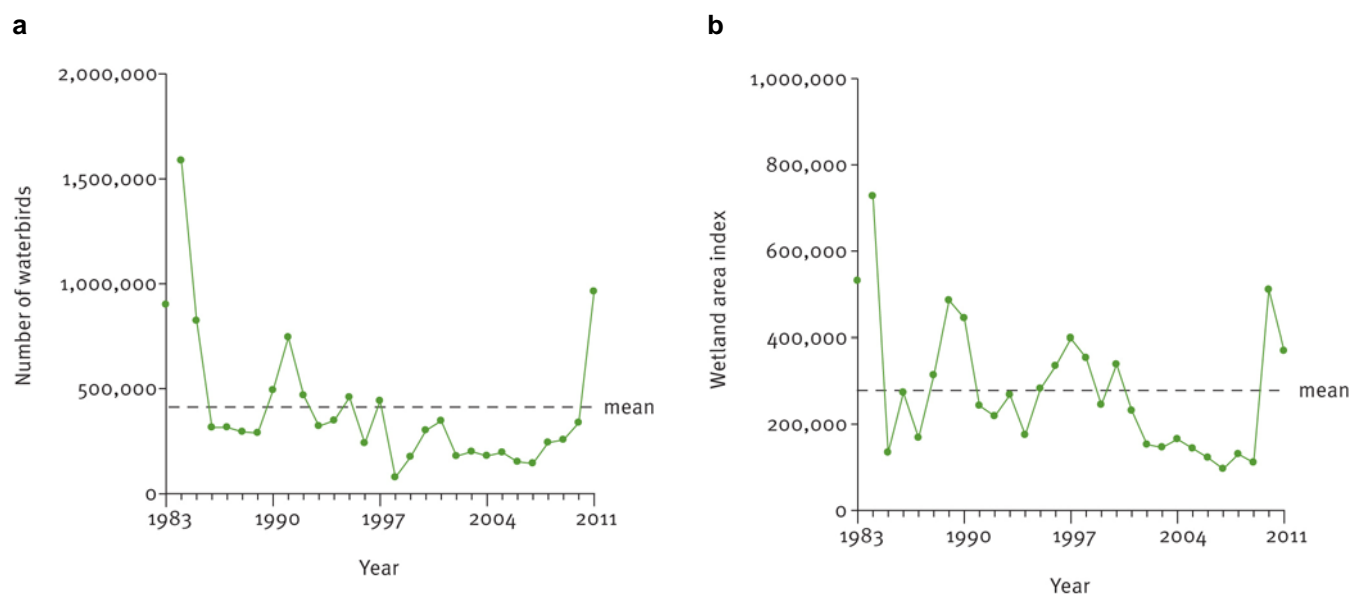 a
2,000,000
1,500,000
1,000,000
500,000
0
Number of waterbirds
mean
1983 1990 1997 2004 2011
Year
b
1,000,000
800,000
600,000
400,000
200,000
0
Wetland area index
mean
1983 1990 1997 2004 2011
Year